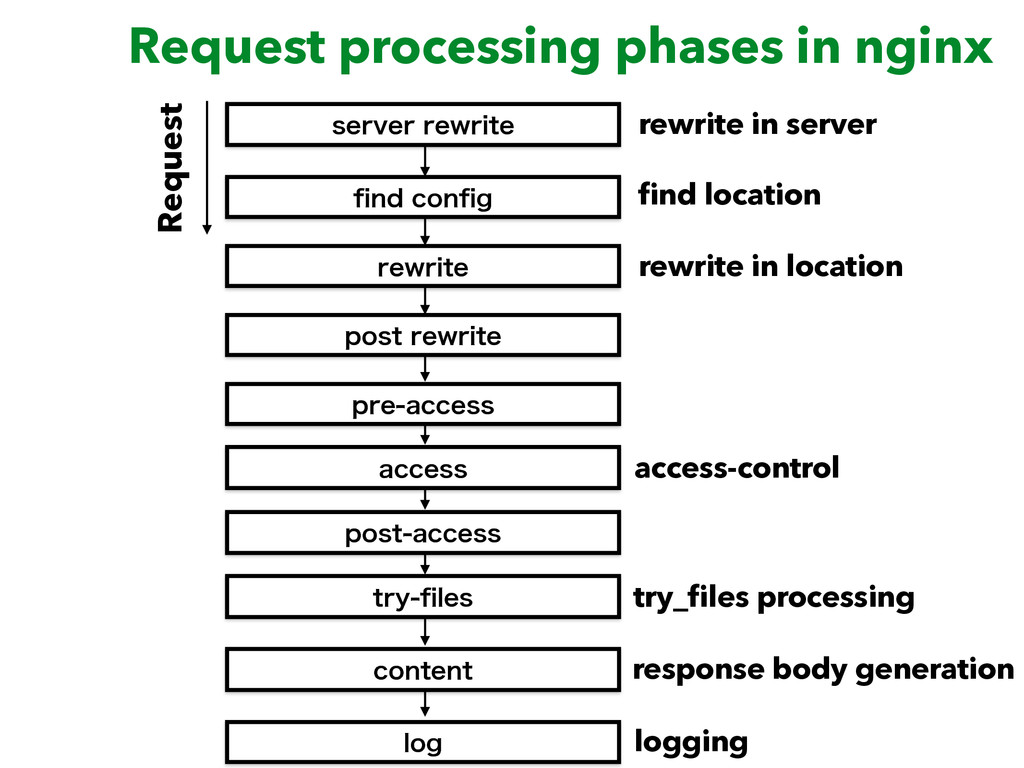 Request processing phases in nginx
Request
server rewrite
rewrite in server
find config
find location
rewrite
rewrite in location
post rewrite
pre-access
access
access-control
post-access
try-files
try_files processing
content
response body generation
log
logging